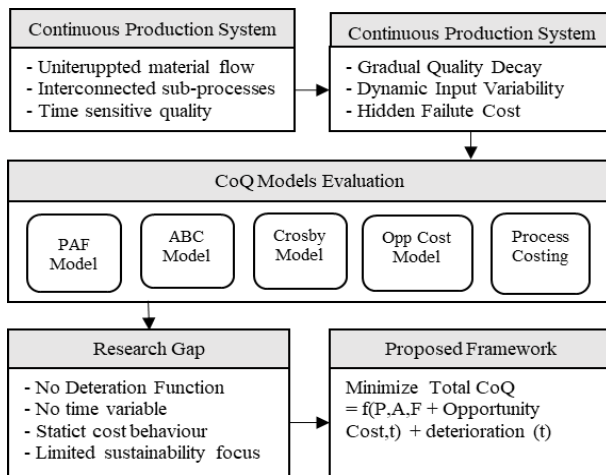 Continuous Production System
- Uniteruppted material flow
- Interconnected sub-processes
- Time sensitive quality
Continuous Production System
- Gradual Quality Decay
- Dynamic Input Variability
- Hidden Failute Cost
CoQ Models Evaluation
PAF
Model
ABC
Model
Crosby
Model
Opp Cost
Model
Process
Costing
Research Gap
- No Deteration Function
- No time variable
- Statict cost behaviour
- Limited sustainability focus
Proposed Framework
Minimize Total CoQ
= f(P,A,F + Opportunity
Cost,t) + deterioration (t)